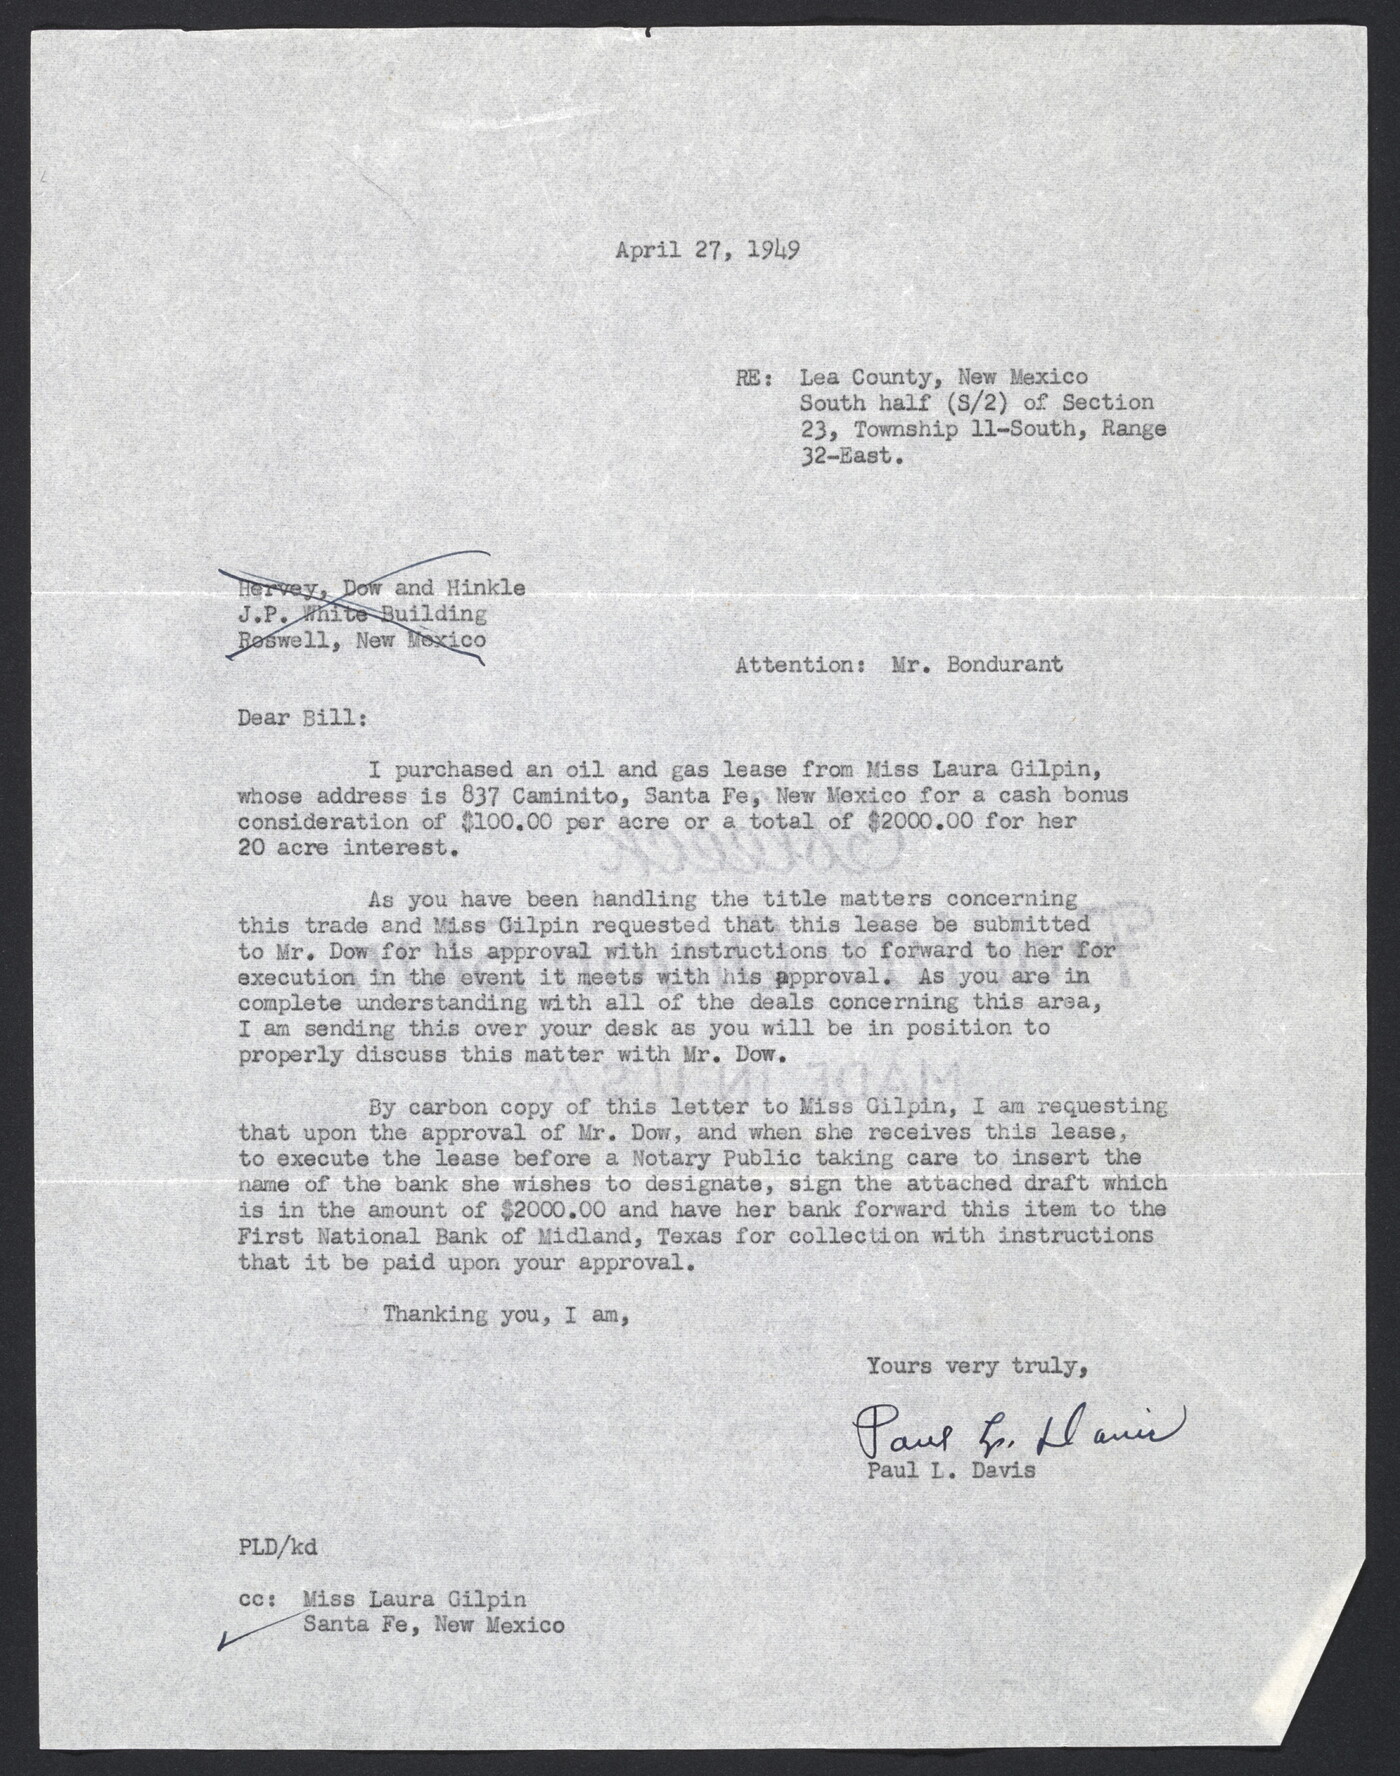 April 27, 1949
RE: Lea County, New Mexico
South half (S/2) of Section
23, Township 11-South, Range
32-East.
Hervey, Dow and Hinkle
J.P. White Building
Roswell, New Mexico
Attention: Mr. Bondurant
Dear Bill:
I purchased an oil and gas lease from Miss Laura Gilpin,
whose address is 837 Caminito, Santa Fe, New Mexico for a cash bonus
consideration of $100.00 per acre or a total of $2000.00 for her
20 acre interest.
As you have been handling the title matters concerning
this trade and Miss Gilpin requested that this lease be submitted
to Mr. Dow for his approval with instructions to forward to her for
execution in the event it meets with his approval. As you are in
complete understanding with all of the deals concerning this area,
I am sending this over your desk as you will be in position to
properly discuss this matter with Mr. Dow.
By carbon copy of this letter to Miss Gilpin, I am requesting
that upon the approval of Mr. Dow, and when she receives this lease,
to execute the lease before a Notary Public taking care to insert the
name of the bank she wishes to designate, sign the attached draft which
is in the amount of $2000.00 and have her bank forward this item to the
First National Bank of Midland, Texas for collection with instructions
that it be paid upon your approval.
Thanking you, I am,
Yours very truly,
Paul L. Davis
Paul L. Davis
PLD/kd
cc: Miss Laura Gilpin
Santa Fe, New Mexico
MADE IN U.S.A.